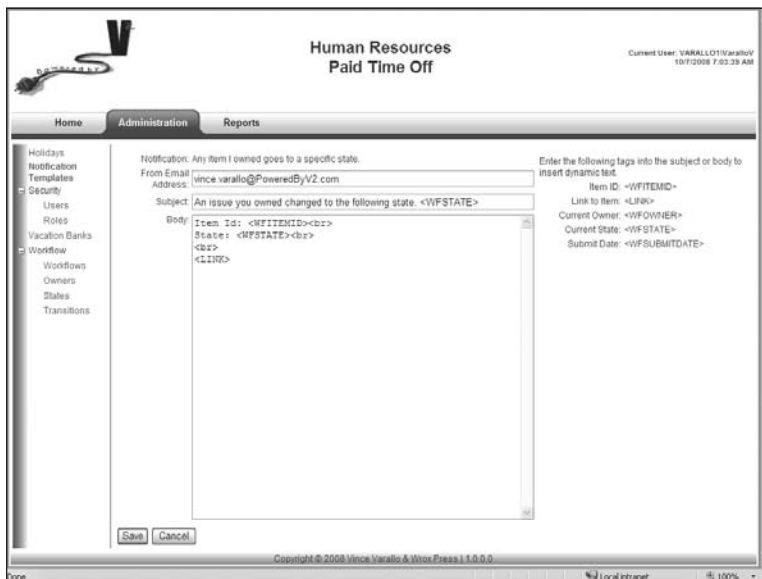 V
Powered by
Human Resources
Paid Time Off
Current User: VARALLO1\VaralloV
10/7/2008 7:03:39 AM
Home Administration Reports
Holidays
Notification
Templates
Security
Users
Roles
Vacation Banks
Workflow
Workflows
Owners
States
Transitions
Notification: Any item I owned goes to a specific state.
From Email Address: vince.varallo@PoweredByV2.com
Subject: An issue you owned changed to the following state. <WFSTATE>
Body: Item Id: <WFITEMID><br>
State: <WFSTATE><br>
<br>
<LINK>
Enter the following tags into the subject or body to
insert dynamic text.
Item ID: <WFITEMID>
Link to Item: <LINK>
Current Owner: <WFOWNER>
Current State: <WFSTATE>
Submit Date: <WFSUBMITDATE>
Save Cancel
Copyright © 2008 Vince Varallo & Wrox Press | 1.0.0.0
Done Local intranet 100%